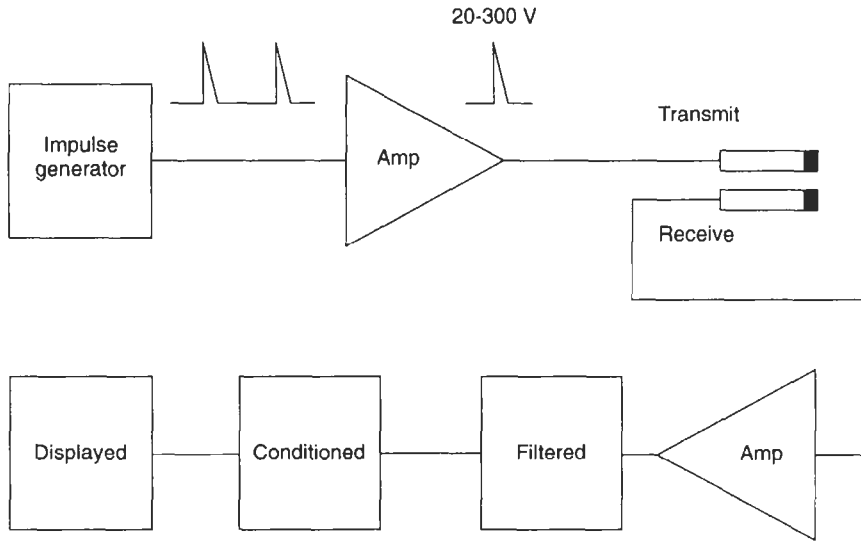 20-300 V
Transmit
Impulse
generator
Amp
Receive
Displayed
Conditioned
Filtered
Amp